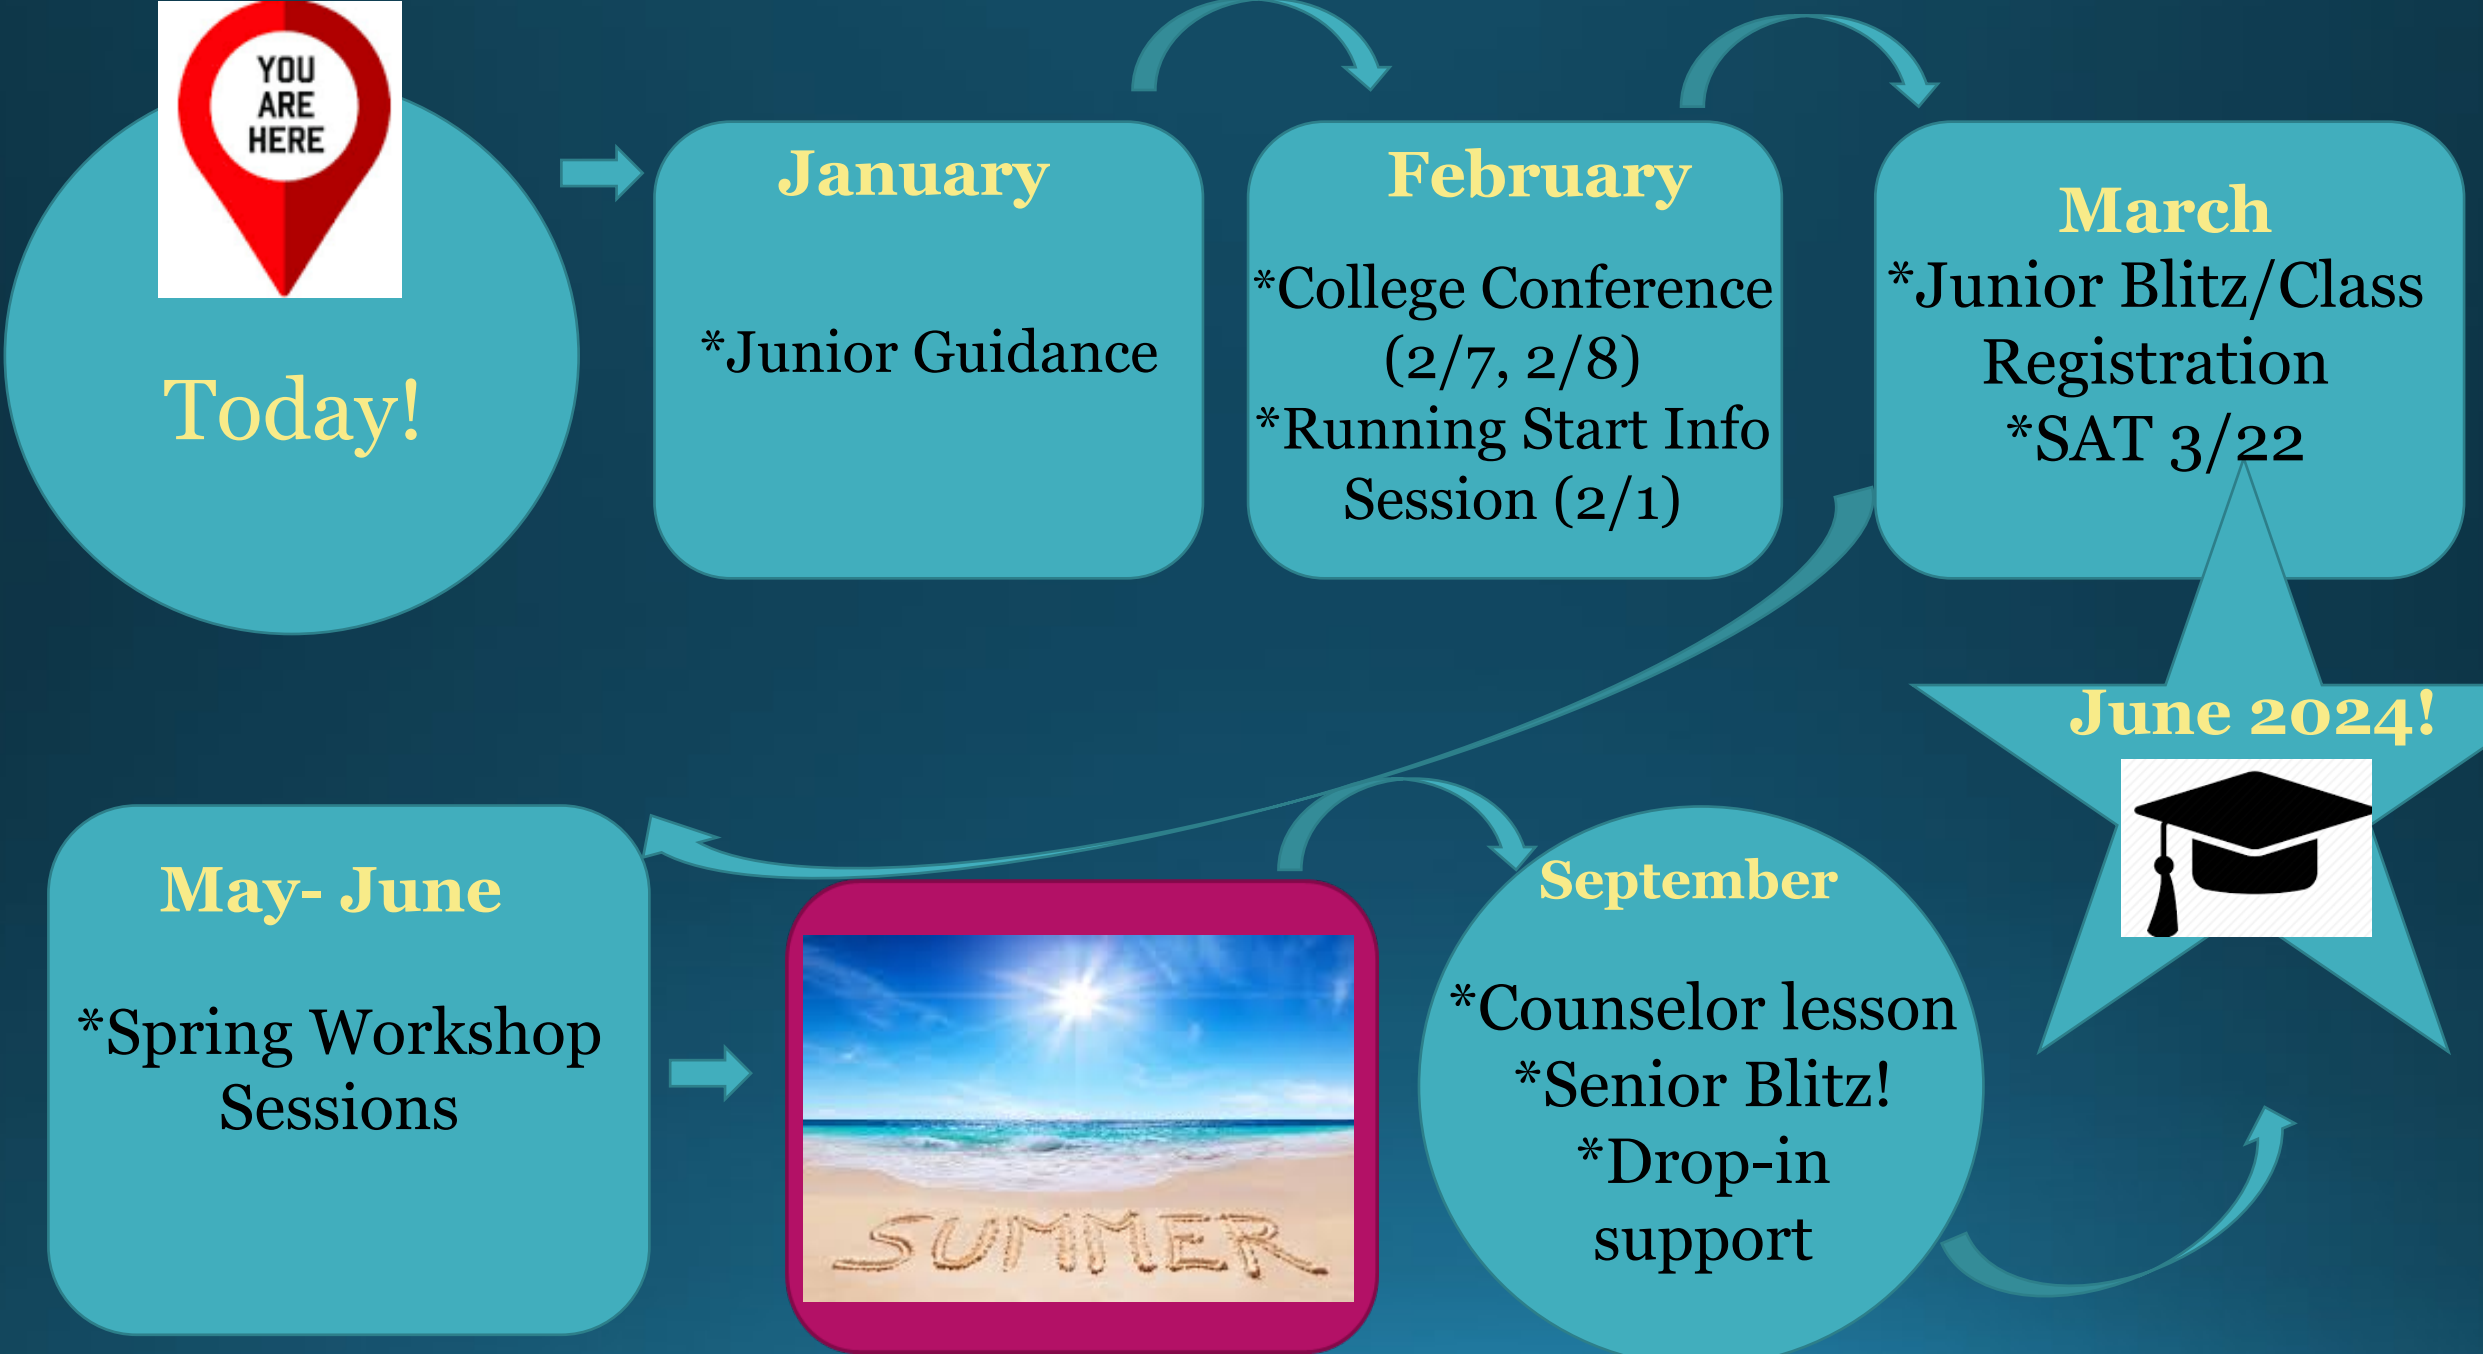 YOU
ARE
HERE
Today!
January
*Junior Guidance
February
*College Conference
(2/7, 2/8)
*Running Start Info
Session (2/1)
March
*Junior Blitz/Class
Registration
*SAT 3/22
May- June
*Spring Workshop
Sessions
SUMMER
September
*Counselor lesson
*Senior Blitz!
*Drop-in
support
June 2024!